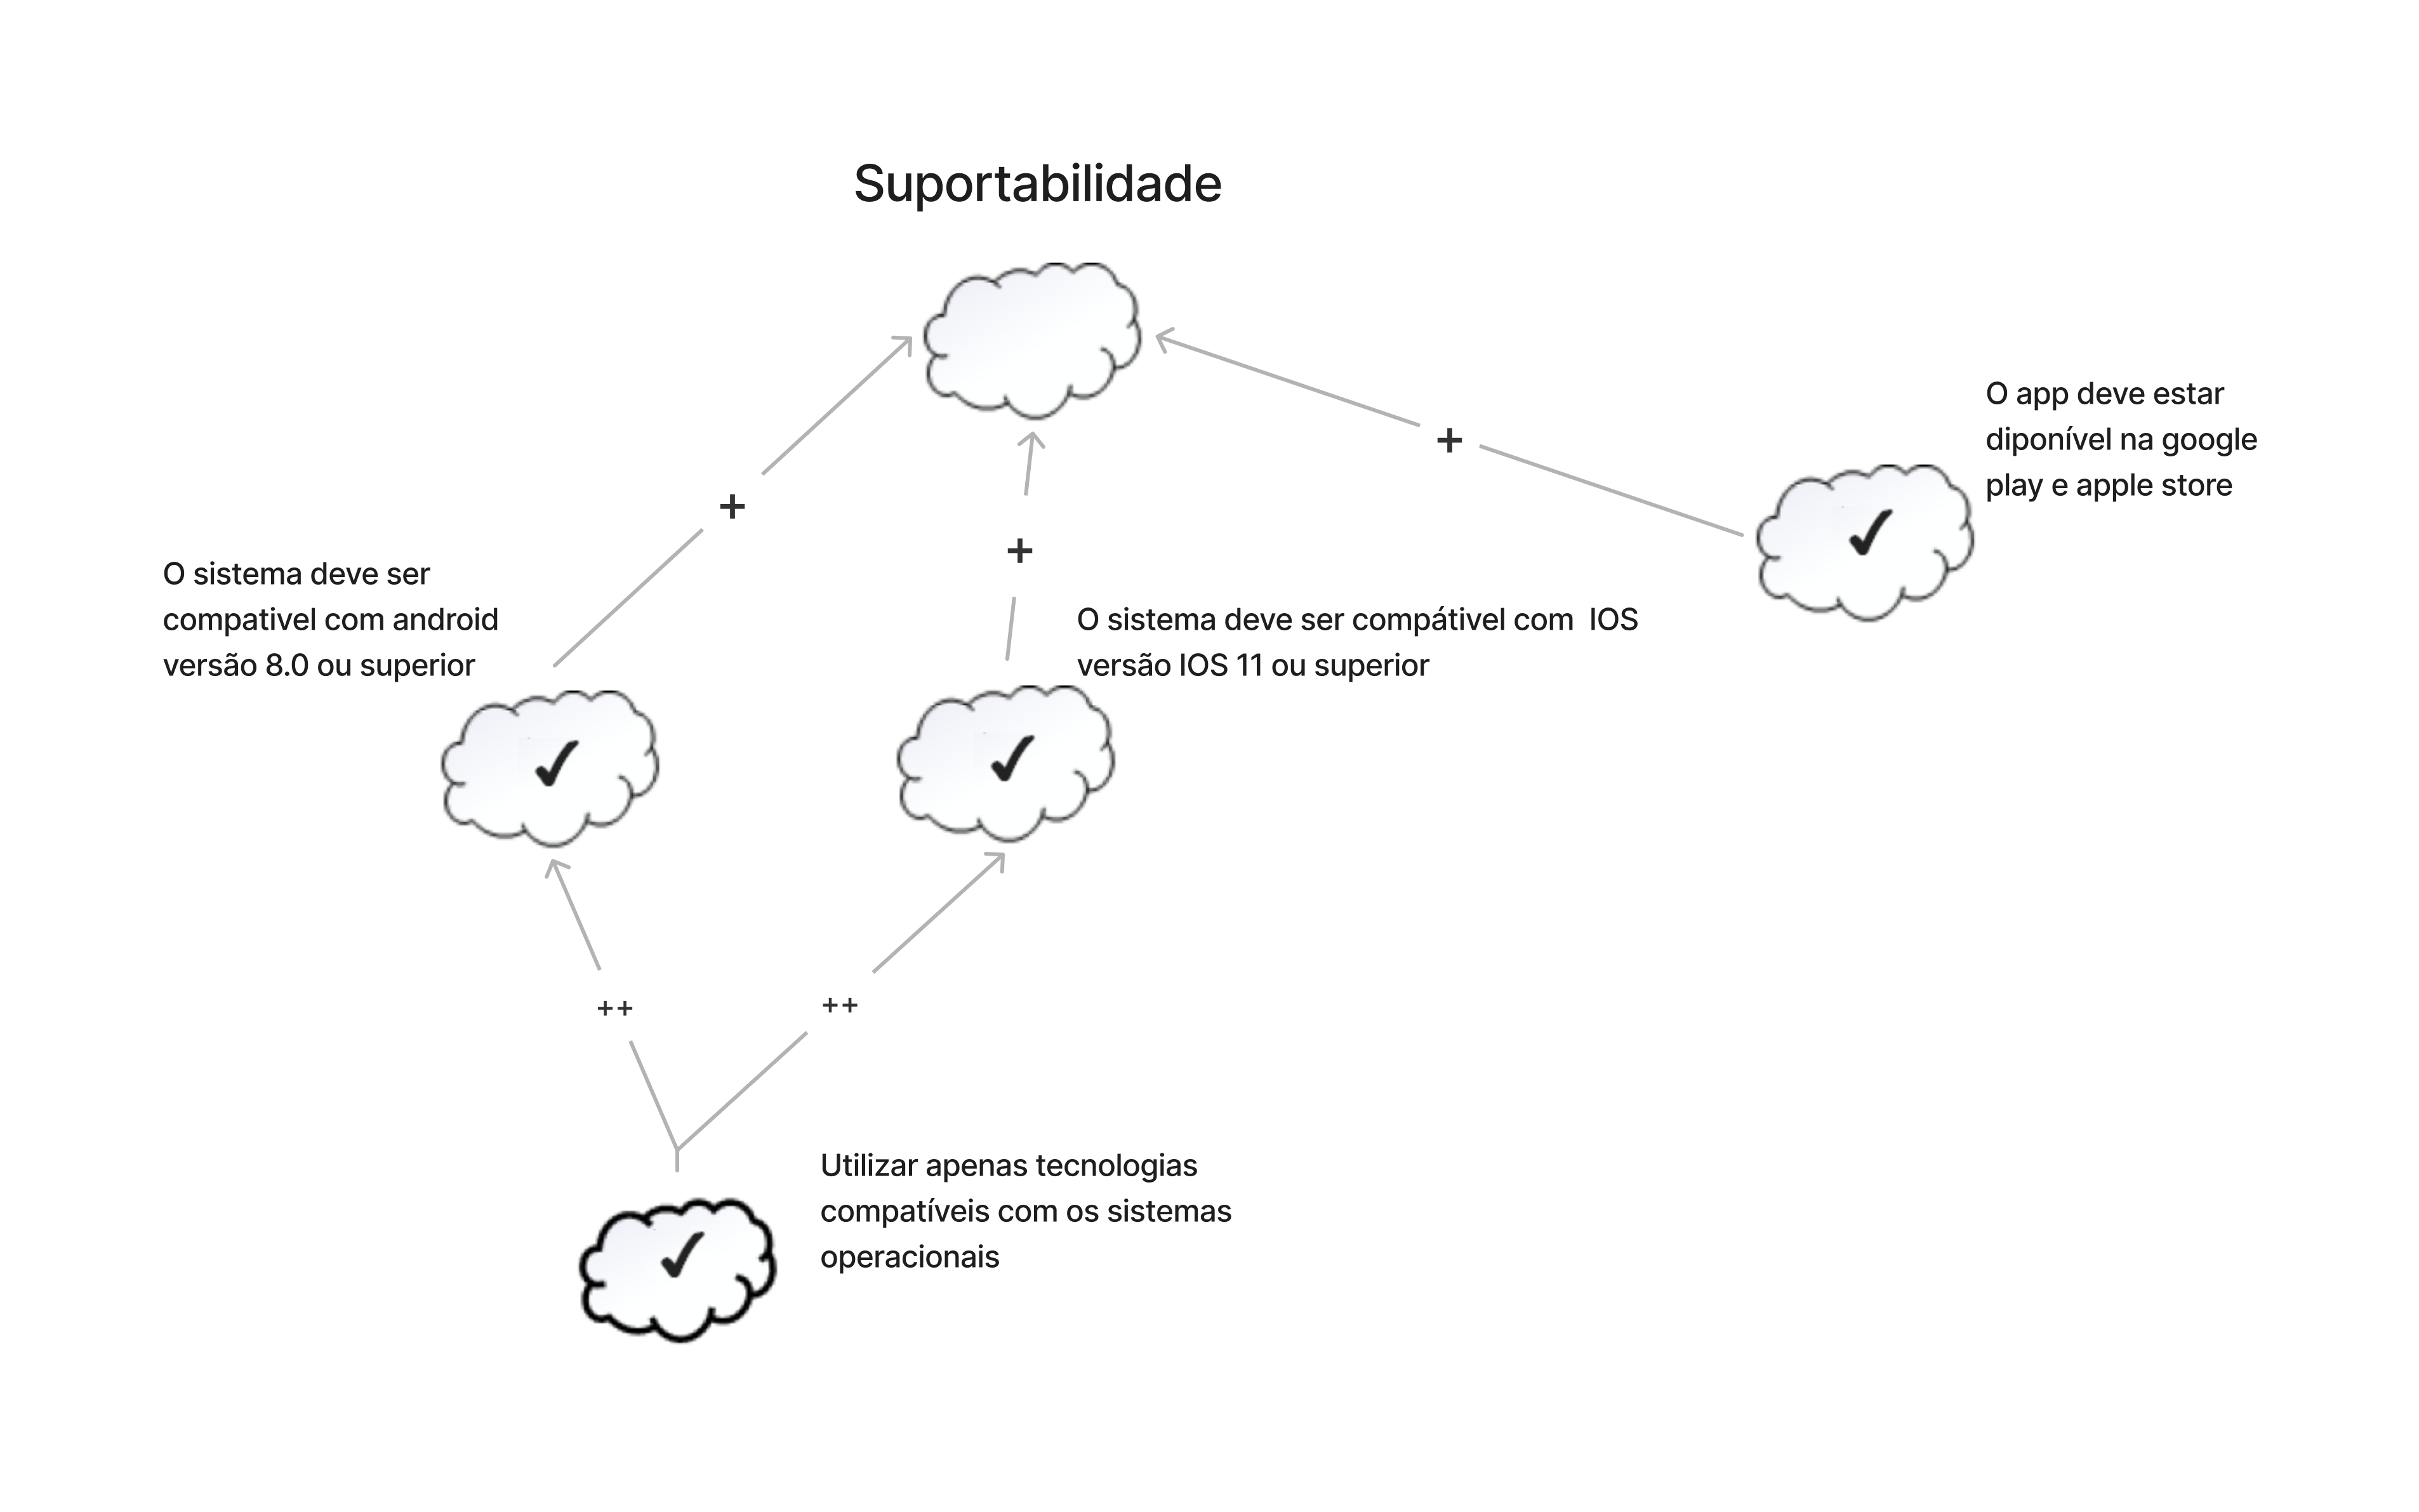 Suportabilidade
+
+
+
O app deve estar
diponível na google
play e apple store
O sistema deve ser
compativel com android
versão 8.0 ou superior
O sistema deve ser compátivel com  IOS
versão IOS 11 ou superior
✓
✓
✓
++
++
Utilizar apenas tecnologias
compatíveis com os sistemas
operacionais
✓